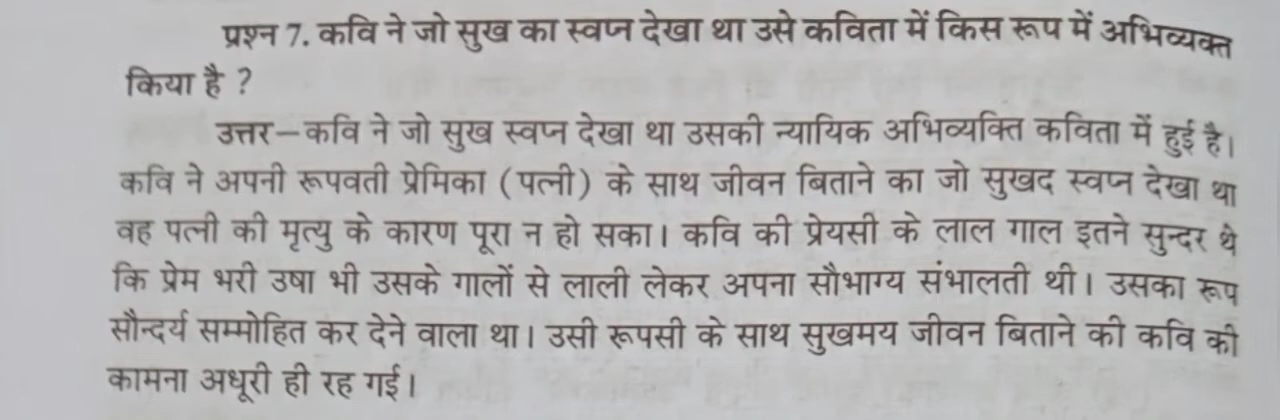 प्रश्न 7. कवि ने जो सुख का स्वप्न देखा था उसे कविता में किस रूप में अभिव्यक्त
किया है ?
उत्तर–कवि ने जो सुख स्वप्न देखा था उसकी न्यायिक अभिव्यक्ति कविता में हुई है।
कवि ने अपनी रूपवती प्रेमिका (पत्नी) के साथ जीवन बिताने का जो सुखद स्वप्न देखा था
वह पत्नी की मृत्यु के कारण पूरा न हो सका। कवि की प्रेयसी के लाल गाल इतने सुन्दर थे
कि प्रेम भरी उषा भी उसके गालों से लाली लेकर अपना सौभाग्य संभालती थी। उसका रूप
सौन्दर्य सम्मोहित कर देने वाला था। उसी रूपसी के साथ सुखमय जीवन बिताने की कवि की
कामना अधूरी ही रह गई।